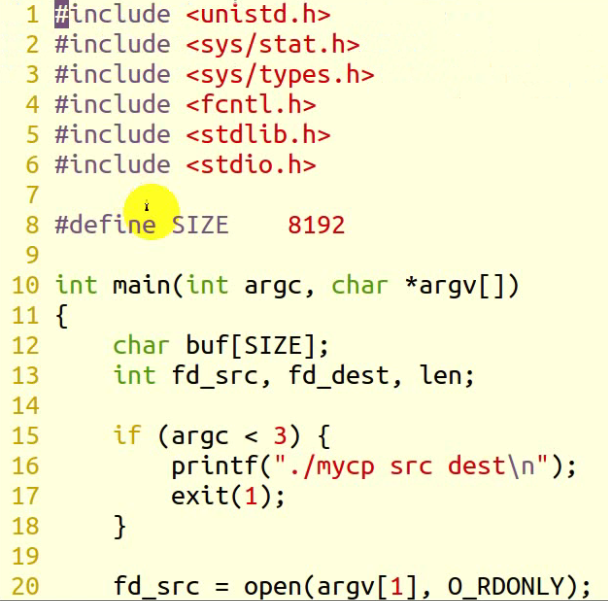 1 #include <unistd.h>
2 #include <sys/stat.h>
3 #include <sys/types.h>
4 #include <fcntl.h>
5 #include <stdlib.h>
6 #include <stdio.h>
7
8 #define SIZE    8192
9
10 int main(int argc, char *argv[])
11 {
12     char buf[SIZE];
13     int fd_src, fd_dest, len;
14
15     if (argc < 3) {
16         printf("./mycp src dest\n");
17         exit(1);
18     }
19
20     fd_src = open(argv[1], O_RDONLY);